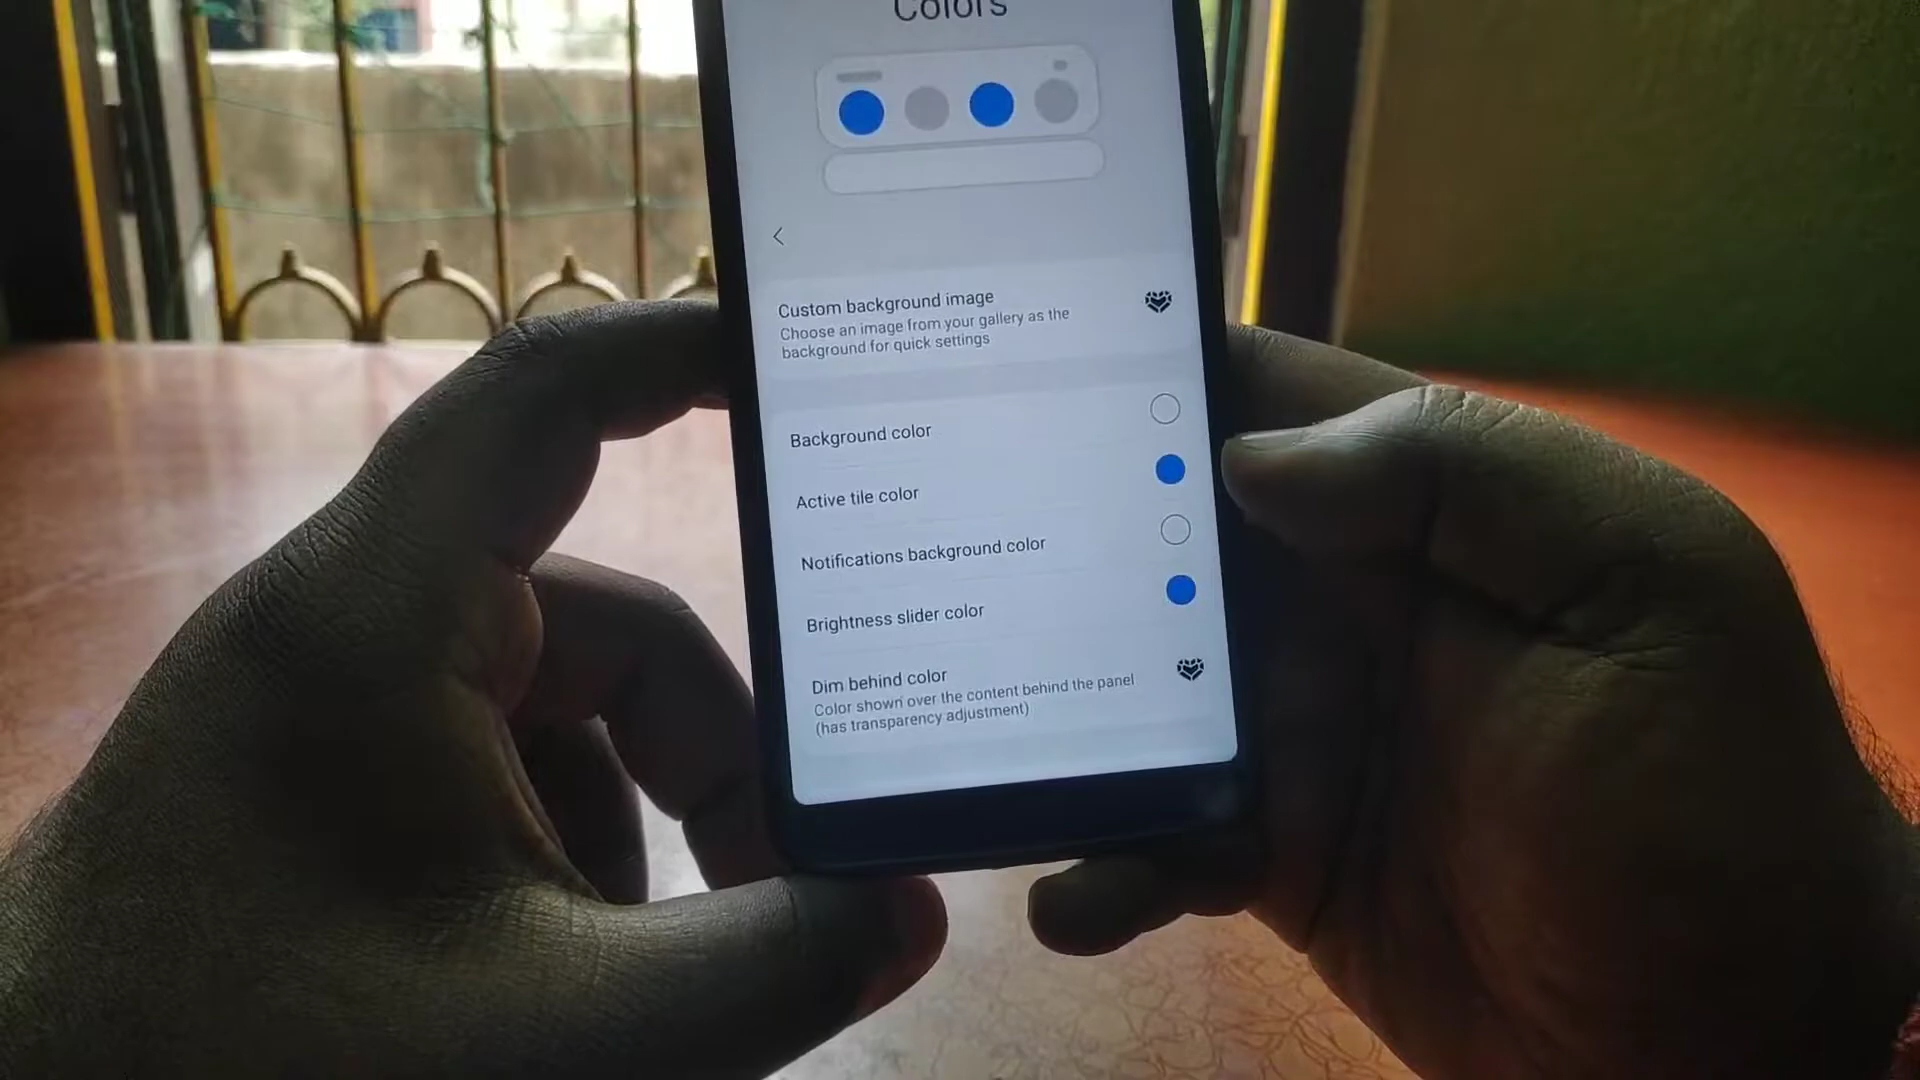 Colors
Custom background image
Choose an image from your gallery as the
background for quick settings
Background color
Active tile color
Notifications background color
Brightness slider color
Dim behind color
Color shown over the content behind the panel
(has transparency adjustment)